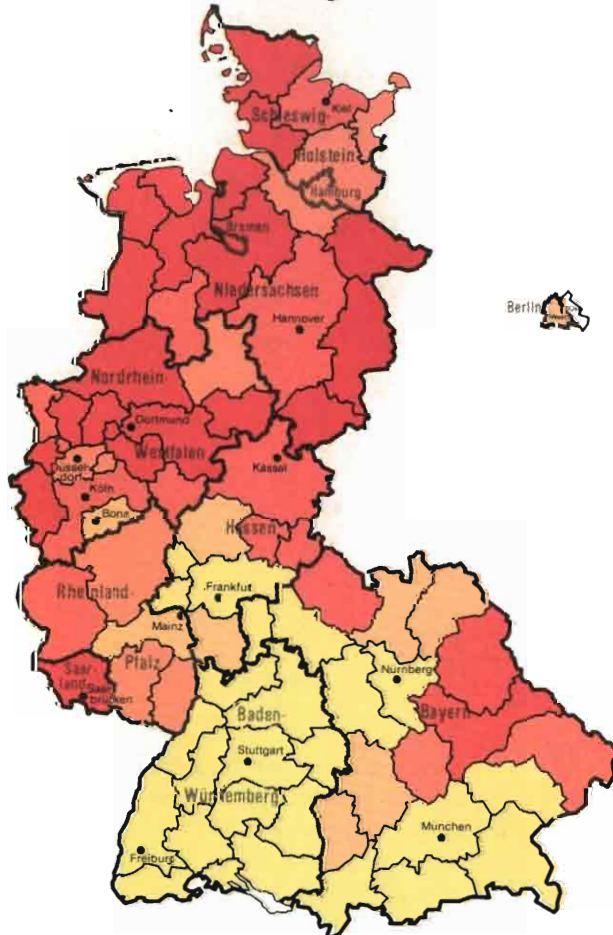 Kiel
Schleswig-
Holstein
Hamburg
Bremen
Niedersachsen
Berlin
Hannover
Nordrhein-
Dortmund
Westfalen
Kassel
Düssel-
dorf
Köln
Bonn
Hessen
Rheinland-
Frankfurt
Mainz
Pfalz
Saar-
land
Saar-
brücken
Nürnberg
Bayern
Baden-
Stuttgart
Württemberg
München
Freiburg